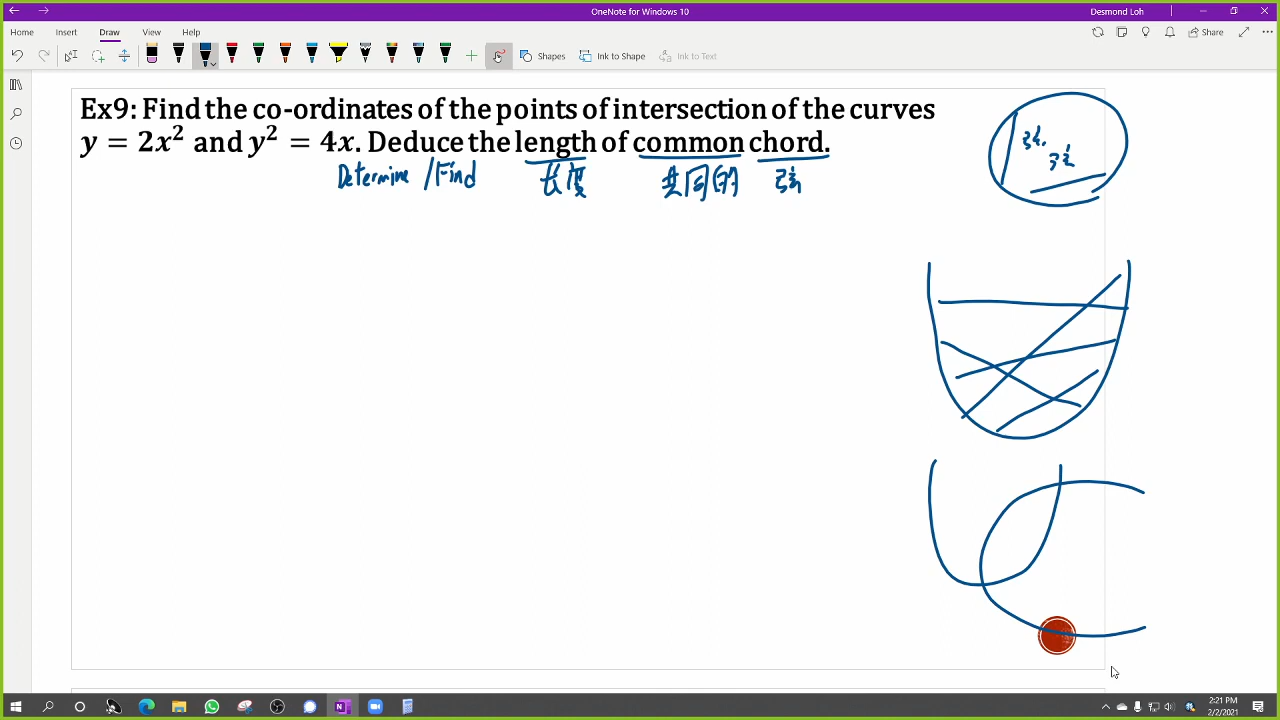 OneNote for Windows 10
Desmond Loh
Home Insert Draw View Help
Share
Shapes Ink to Shape Ink to Text
Ex9: Find the co-ordinates of the points of intersection of the curves
y = 2x² and y² = 4x. Deduce the length of common chord.
Determine /Find 长度 共同的 弦
弦.
弦
2:21 PM
2/2/2021